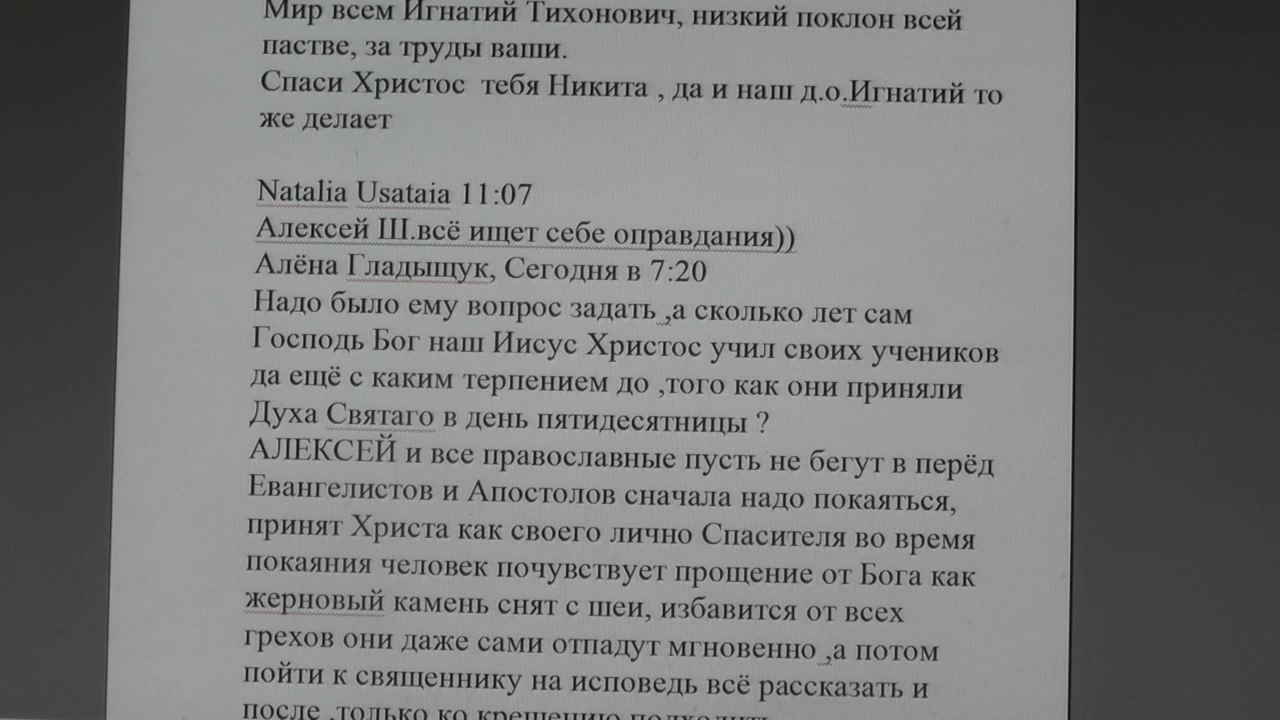 Мир всем Игнатий Тихонович, низкий поклон всей
пастве, за труды ваши.
Спаси Христос  тебя Никита , да и наш д.о.Игнатий то
же делает
Natalia Usataia 11:07
Алексей Ш.всё ищет себе оправдания))
Алёна Гладыщук, Сегодня в 7:20
Надо было ему вопрос задать ,а сколько лет сам
Господь Бог наш Иисус Христос учил своих учеников
да ещё с каким терпением до ,того как они приняли
Духа Святаго в день пятидесятницы ?
АЛЕКСЕЙ и все православные пусть не бегут в перёд
Евангелистов и Апостолов сначала надо покаяться,
принят Христа как своего лично Спасителя во время
покаяния человек почувствует прощение от Бога как
жерновый камень снят с шеи, избавится от всех
грехов они даже сами отпадут мгновенно ,а потом
пойти к священнику на исповедь всё рассказать и
после ,только ко крещению подходить